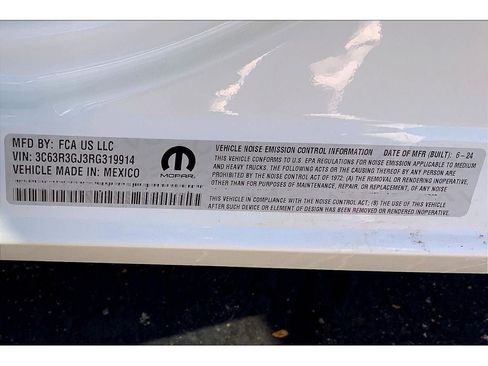 MFD BY: FCA US LLC
VIN: 3C63R3GJ3RG319914
VEHICLE MADE IN: MEXICO
MOPAR
VEHICLE NOISE EMISSION CONTROL INFORMATION DATE OF MFR (BUILT): 6-24
THIS VEHICLE CONFORMS TO U.S. EPA REGULATIONS FOR NOISE EMISSION APPLICABLE TO MEDIUM
AND HEAVY TRUCKS. THE FOLLOWING ACTS OR THE CAUSING THEREOF BY ANY PERSON ARE
PROHIBITED BY THE NOISE CONTROL ACT OF 1972: (A) THE REMOVAL OR RENDERING INOPERATIVE,
OTHER THAN FOR PURPOSES OF MAINTENANCE, REPAIR, OR REPLACEMENT, OF ANY NOISE
THIS VEHICLE IN COMPLIANCE WITH THE NOISE CONTROL ACT; (B) THE USE OF THIS VEHICLE
AFTER SUCH DEVICE OR ELEMENT OF DESIGN HAS BEEN REMOVED OR RENDERED INOPERATIVE.